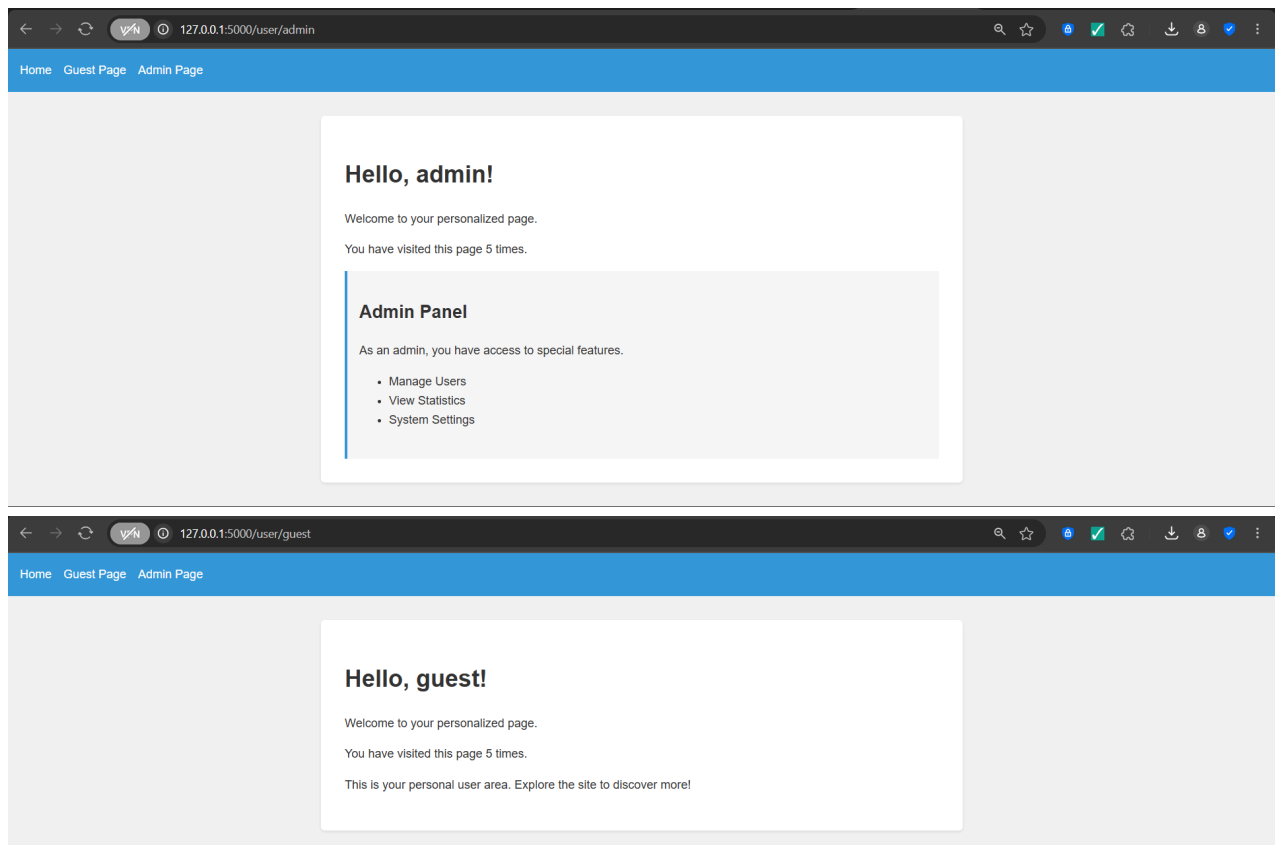 127.0.0.1:5000/user/admin
Home Guest Page Admin Page
Hello, admin!
Welcome to your personalized page.
You have visited this page 5 times.
Admin Panel
As an admin, you have access to special features.
• Manage Users
• View Statistics
• System Settings
127.0.0.1:5000/user/guest
Home Guest Page Admin Page
Hello, guest!
Welcome to your personalized page.
You have visited this page 5 times.
This is your personal user area. Explore the site to discover more!